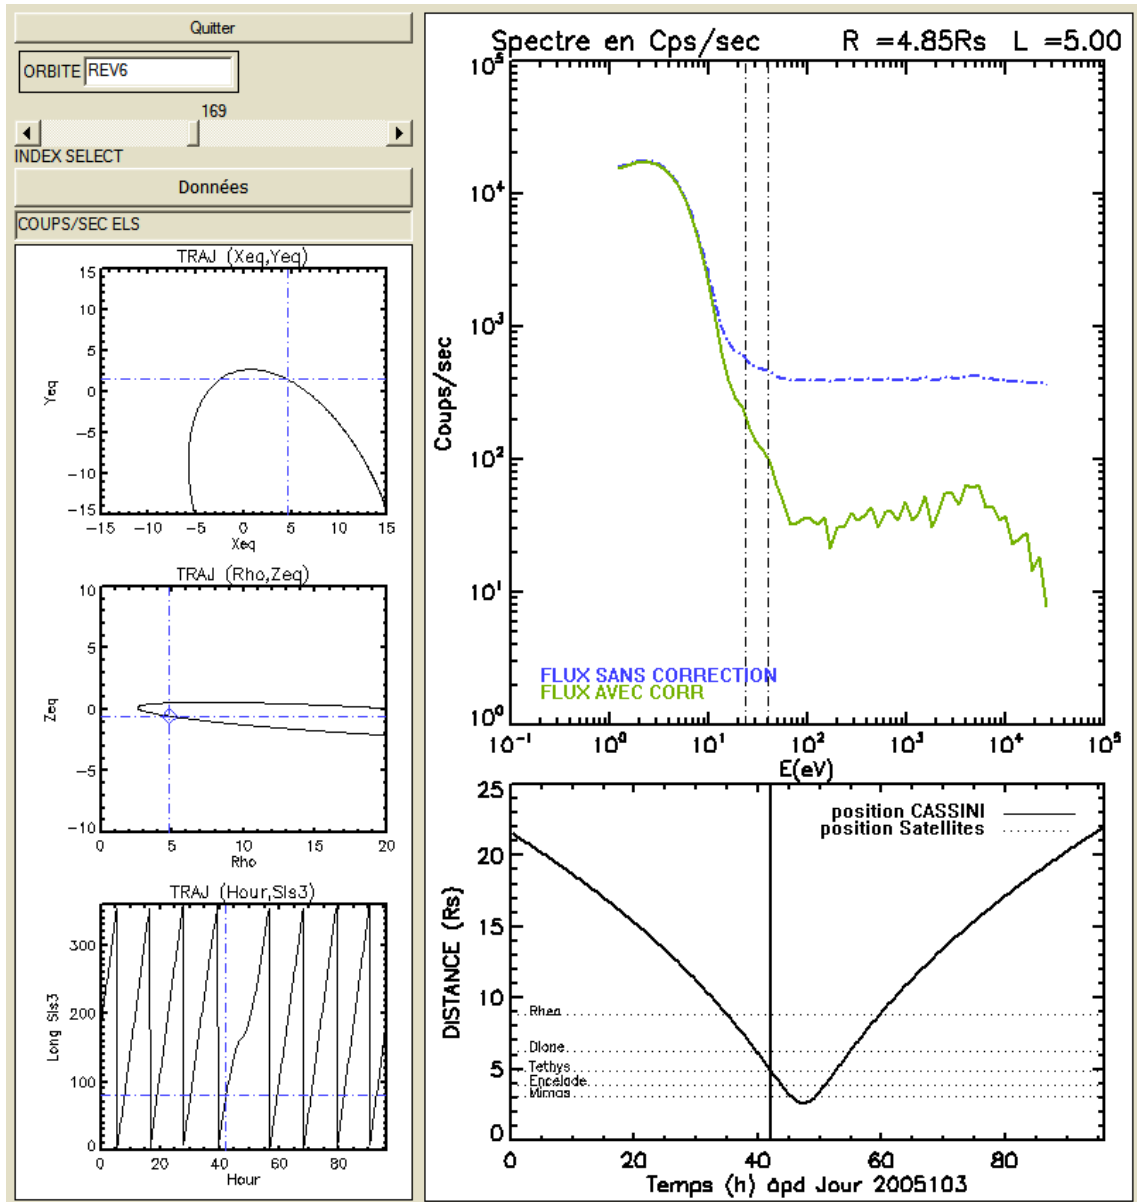 Quitter
ORBITE REV6
169
INDEX SELECT
Données
COUPS/SEC ELS
TRAJ (Xeq,Yeq)
15
10
5
0
-5
-10
-15
Yeq
-15 -10 -5 0 5 10 15
Xeq
TRAJ (Rho,Zeq)
10
5
0
-5
-10
Zeq
0 5 10 15 20
Rho
TRAJ (Hour,Sls3)
300
200
100
0
Long Sls3
0 20 40 60 80
Hour
Spectre en Cps/sec R =4.85Rs L =5.00
10^5
10^4
10^3
10^2
10^1
10^0
Coups/sec
FLUX SANS CORRECTION
FLUX AVEC CORR
10^-1 10^0 10^1 10^2 10^3 10^4 10^5
E(eV)
25
20
15
10
5
0
DISTANCE (Rs)
position CASSINI
position Satellites
Rhea
Dione
Tethys
Encelade
Mimas
0 20 40 60 80
Temps (h) apd Jour 2005103